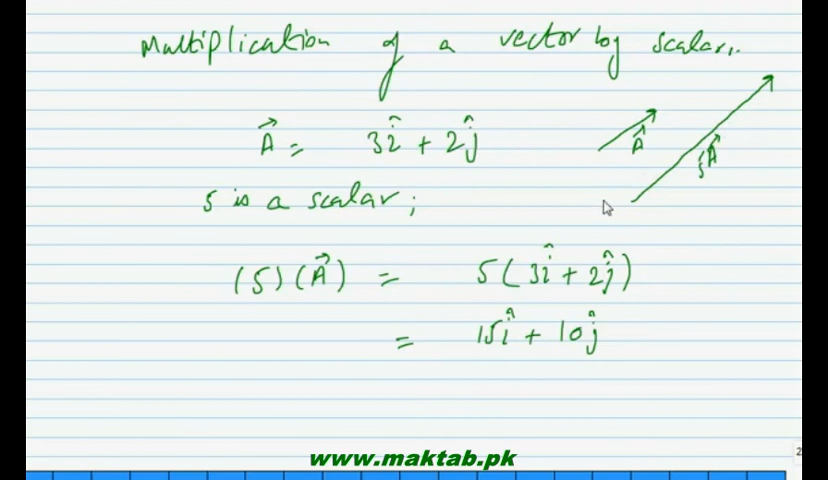 Multiplication of a vector by scalar..
A⃗ = 3î + 2ĵ
A⃗
5A⃗
5 is a scalar ;
(5) (A⃗) = 5(3î + 2ĵ)
= 15î + 10ĵ
www.maktab.pk
2